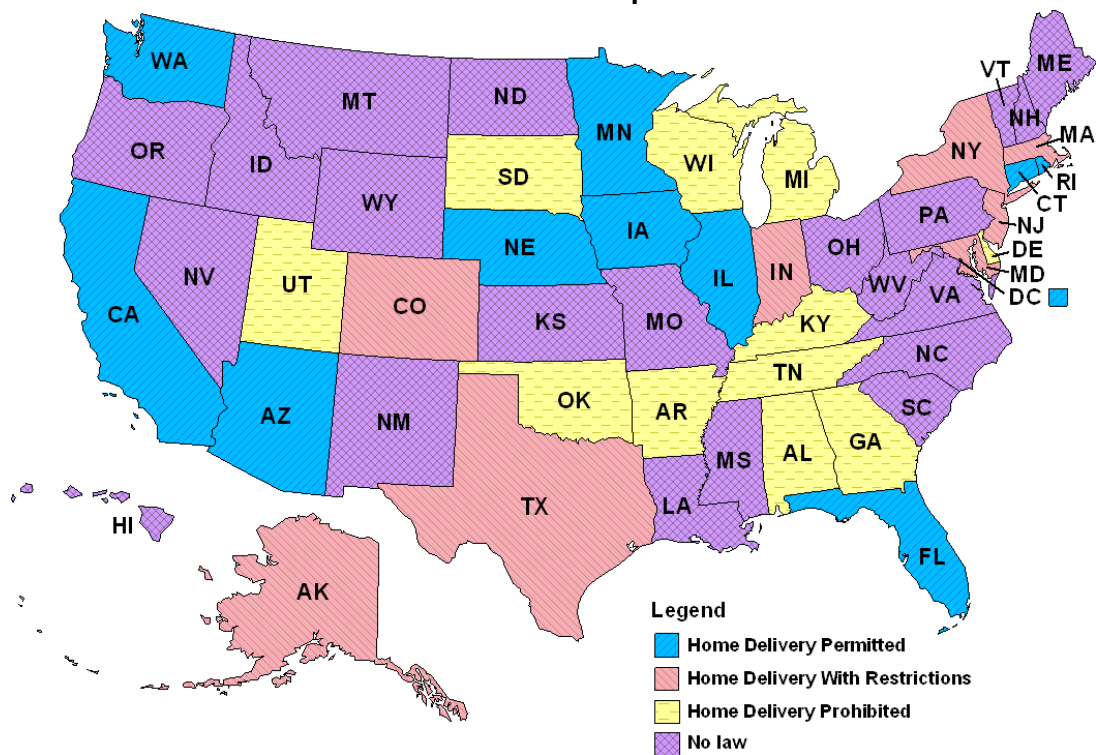 WA
MT
ND
MN
OR
ID
WY
SD
WI
MI
NY
VT
NH
ME
MA
RI
CT
NJ
PA
DE
MD
DC
NE
IA
IL
IN
OH
WV
VA
CA
NV
UT
CO
KS
MO
KY
NC
TN
SC
AZ
NM
OK
AR
MS
AL
GA
TX
LA
FL
HI
AK
Legend
Home Delivery Permitted
Home Delivery With Restrictions
Home Delivery Prohibited
No law